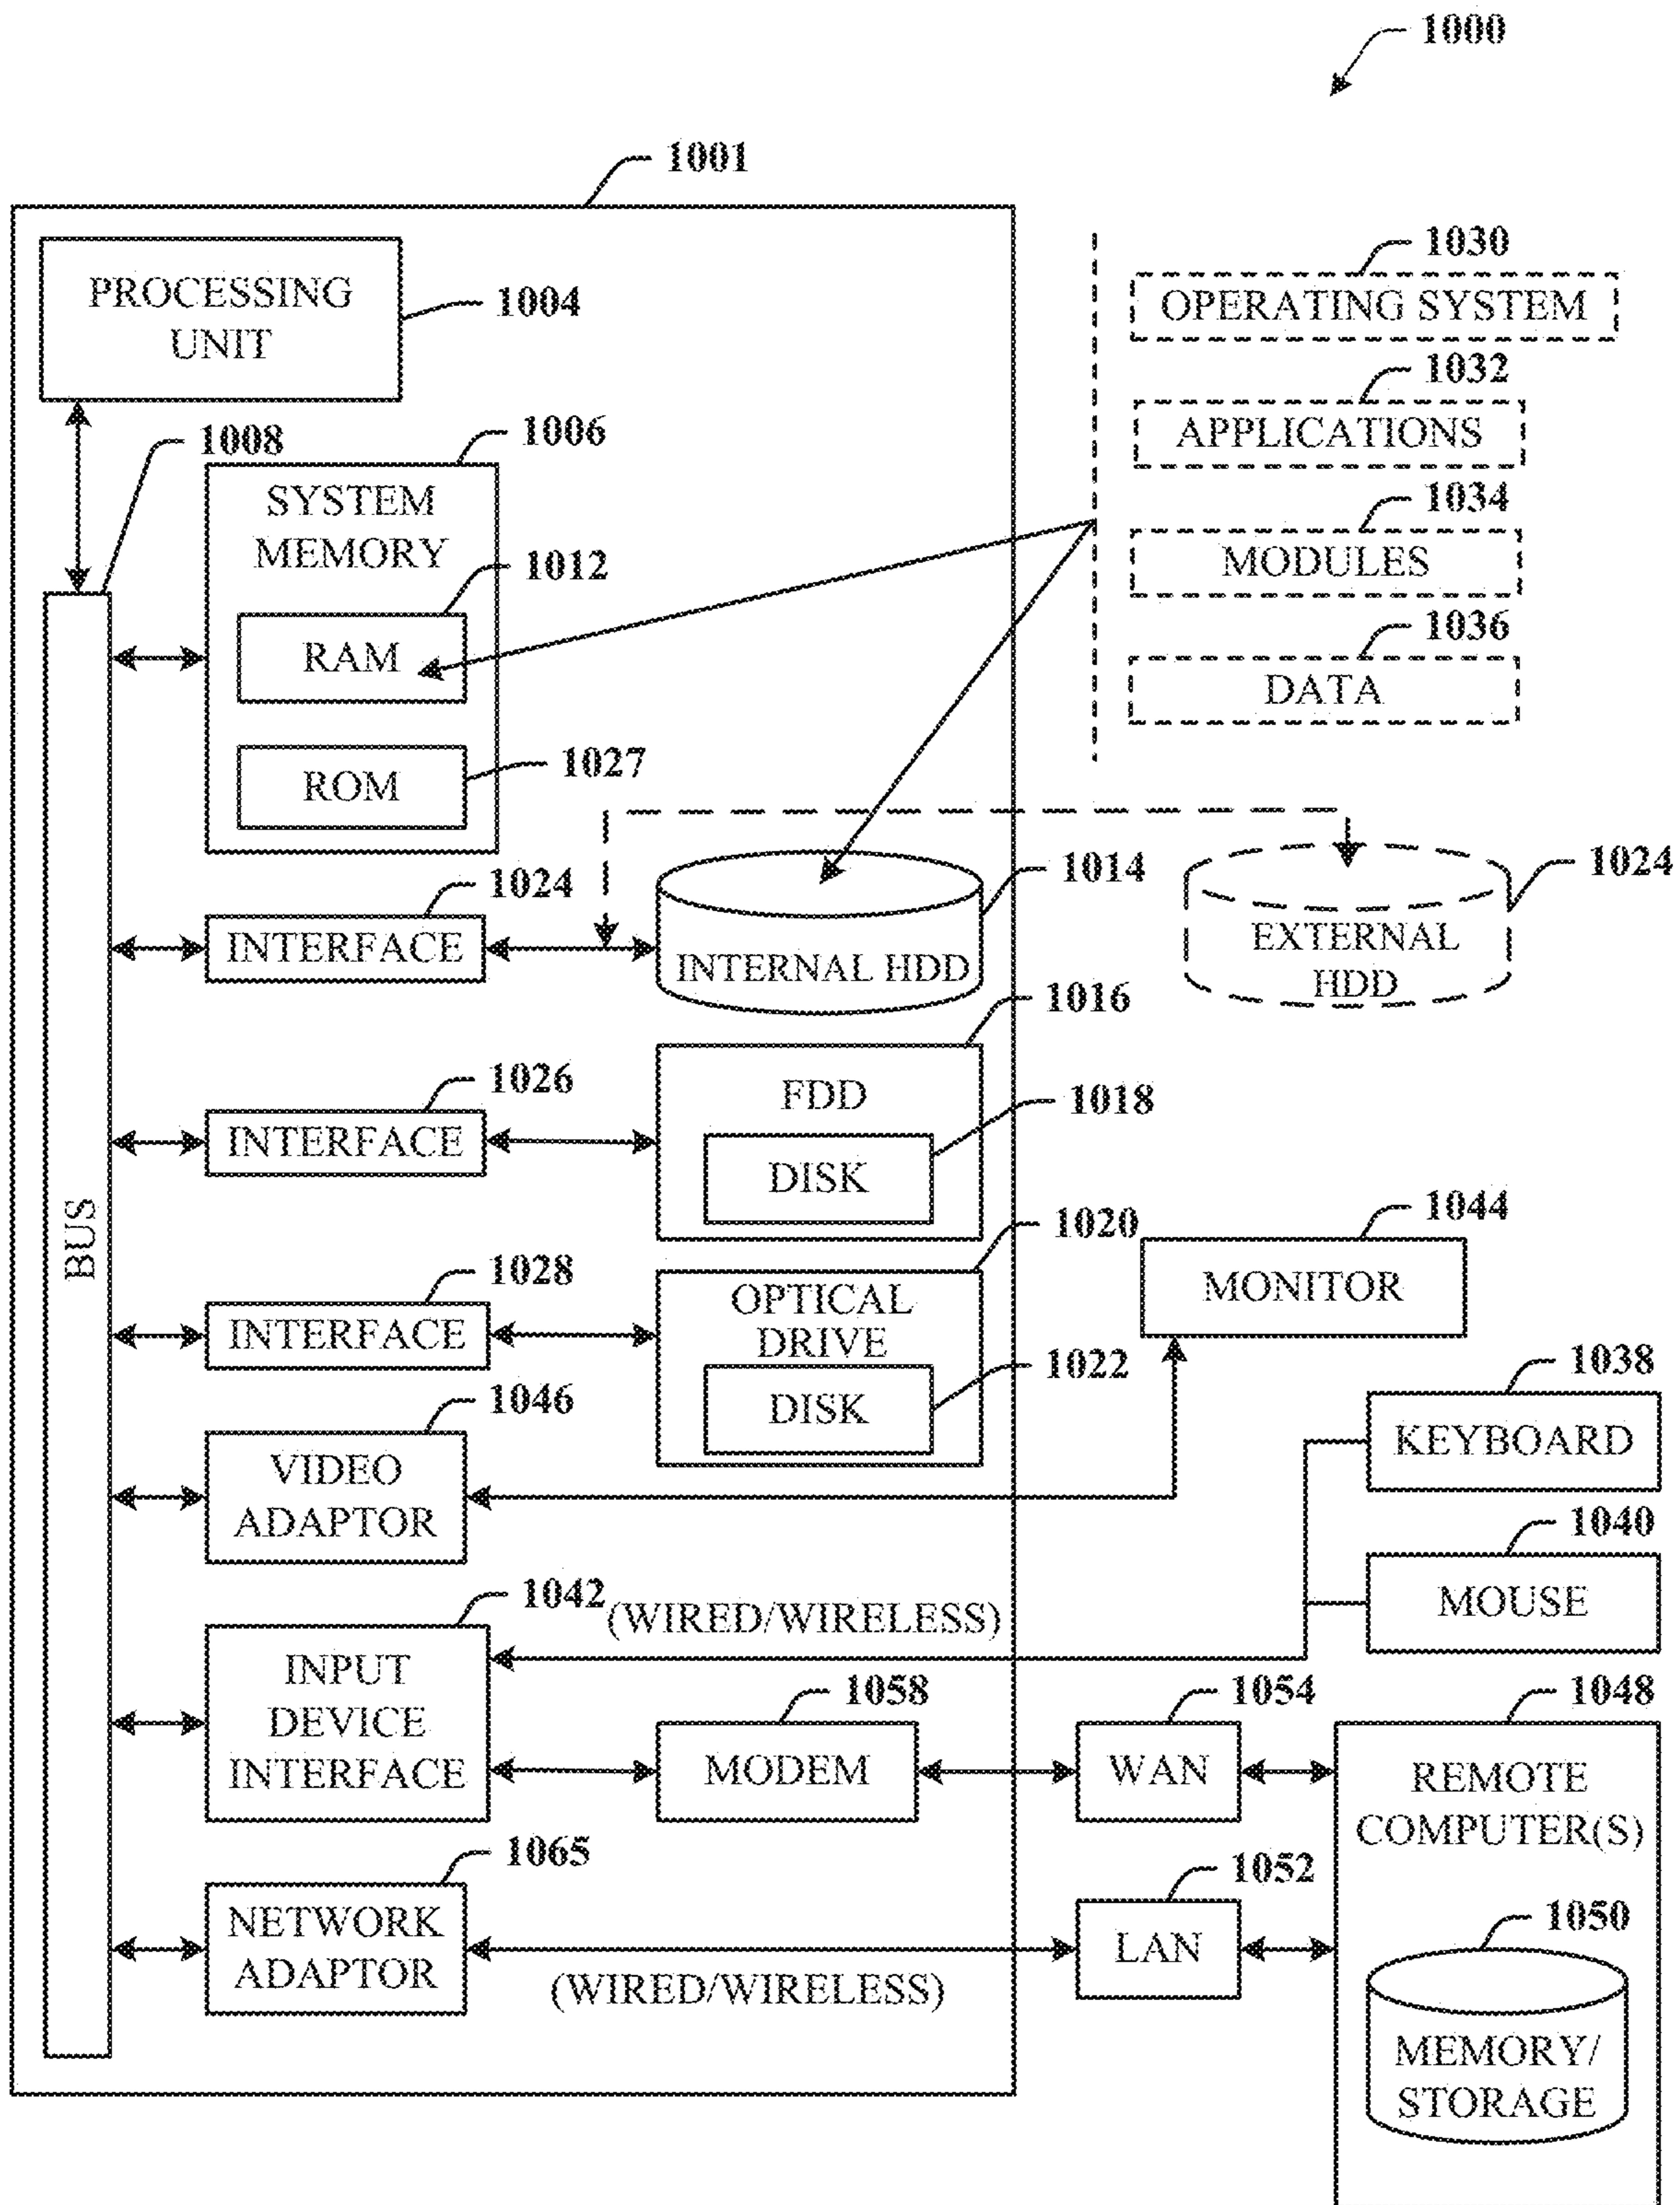 1000
1001
PROCESSING
UNIT
1004
1030
OPERATING SYSTEM
1032
APPLICATIONS
1034
MODULES
1036
DATA
1008
1006
SYSTEM
MEMORY
1012
RAM
1027
ROM
1024
INTERFACE
1014
INTERNAL HDD
1024
EXTERNAL
HDD
1016
FDD
1026
INTERFACE
1018
DISK
BUS
1020
OPTICAL
DRIVE
1028
INTERFACE
1022
DISK
1044
MONITOR
1038
KEYBOARD
1046
VIDEO
ADAPTOR
1040
MOUSE
1042
(WIRED/WIRELESS)
INPUT
DEVICE
INTERFACE
1058
MODEM
1054
WAN
1048
REMOTE
COMPUTER(S)
1065
NETWORK
ADAPTOR
(WIRED/WIRELESS)
1052
LAN
1050
MEMORY/
STORAGE